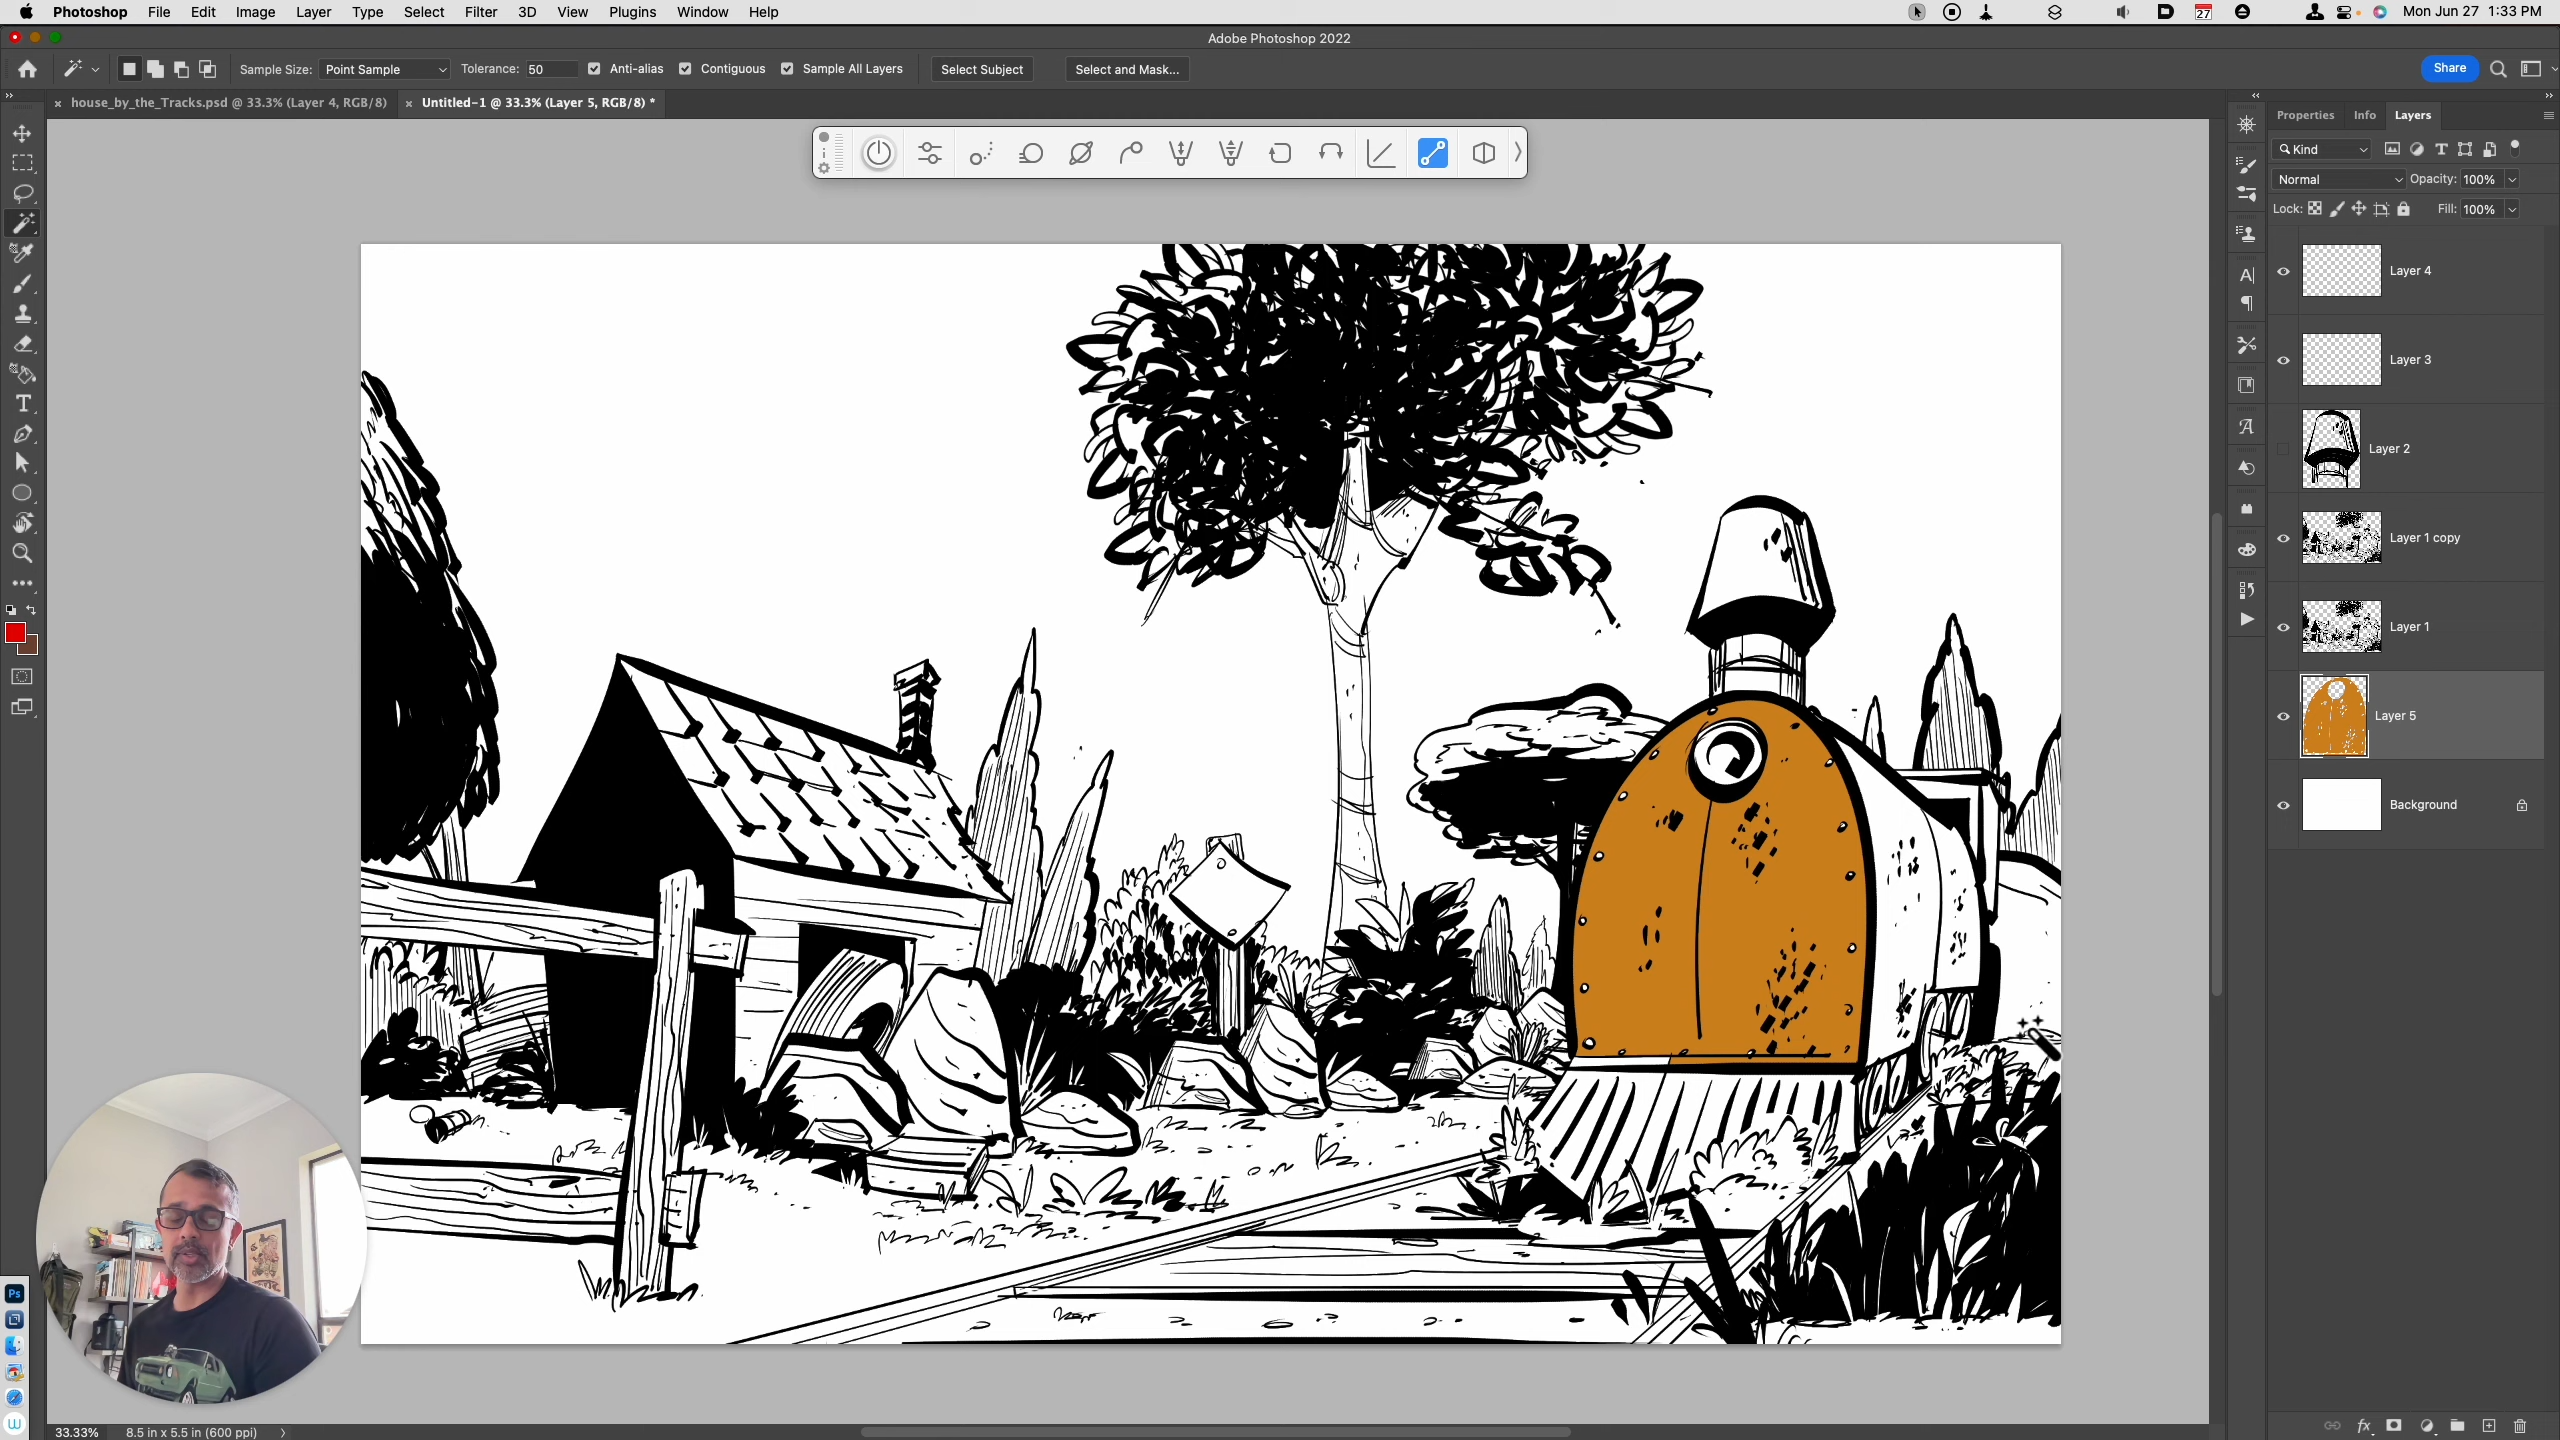 Photoshop File Edit Image Layer Type Select Filter 3D View Plugins Window Help
27
Mon Jun 27 1:33 PM
Adobe Photoshop 2022
Sample Size: Point Sample Tolerance: 50 Anti-alias Contiguous Sample All Layers Select Subject Select and Mask...
Share
house_by_the_Tracks.psd @ 33.3% (Layer 4, RGB/8)
Untitled-1 @ 33.3% (Layer 5, RGB/8) *
Properties Info Layers
Kind
Normal Opacity: 100%
Lock: Fill: 100%
Layer 4
Layer 3
Layer 2
Layer 1 copy
Layer 1
Layer 5
Background
Ps
33.33% 8.5 in x 5.5 in (600 ppi)
fx